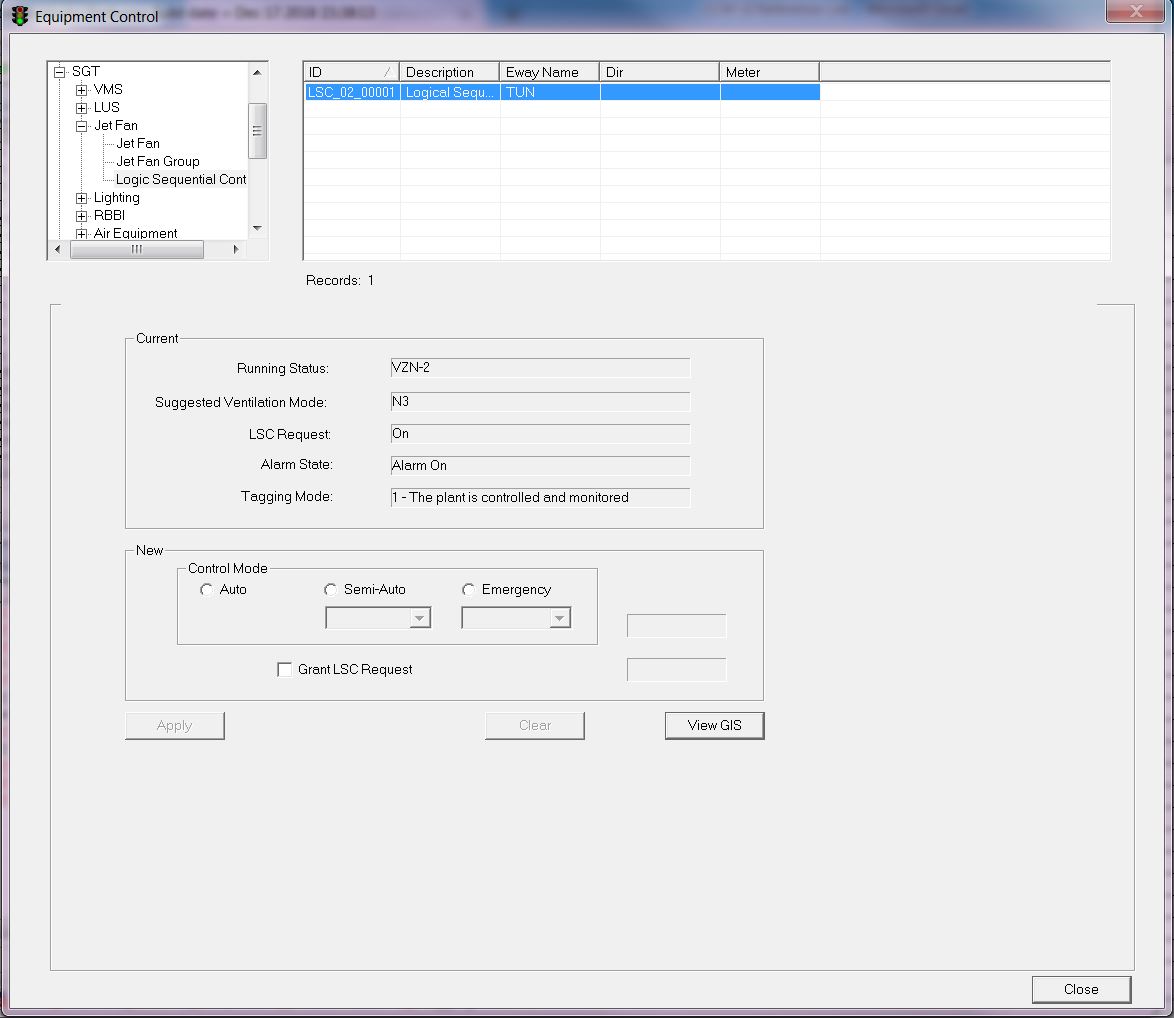 Equipment Control
SGT
VMS
LUS
Jet Fan
Jet Fan
Jet Fan Group
Logic Sequential Cont
Lighting
RBBI
Air Equipment
ID Description Eway Name Dir Meter
LSC_02_00001 Logical Sequ... TUN
Records: 1
Current
Running Status: VZN-2
Suggested Ventilation Mode: N3
LSC Request: On
Alarm State: Alarm On
Tagging Mode: 1 - The plant is controlled and monitored
New
Control Mode
Auto Semi-Auto Emergency
Grant LSC Request
Apply Clear View GIS
Close